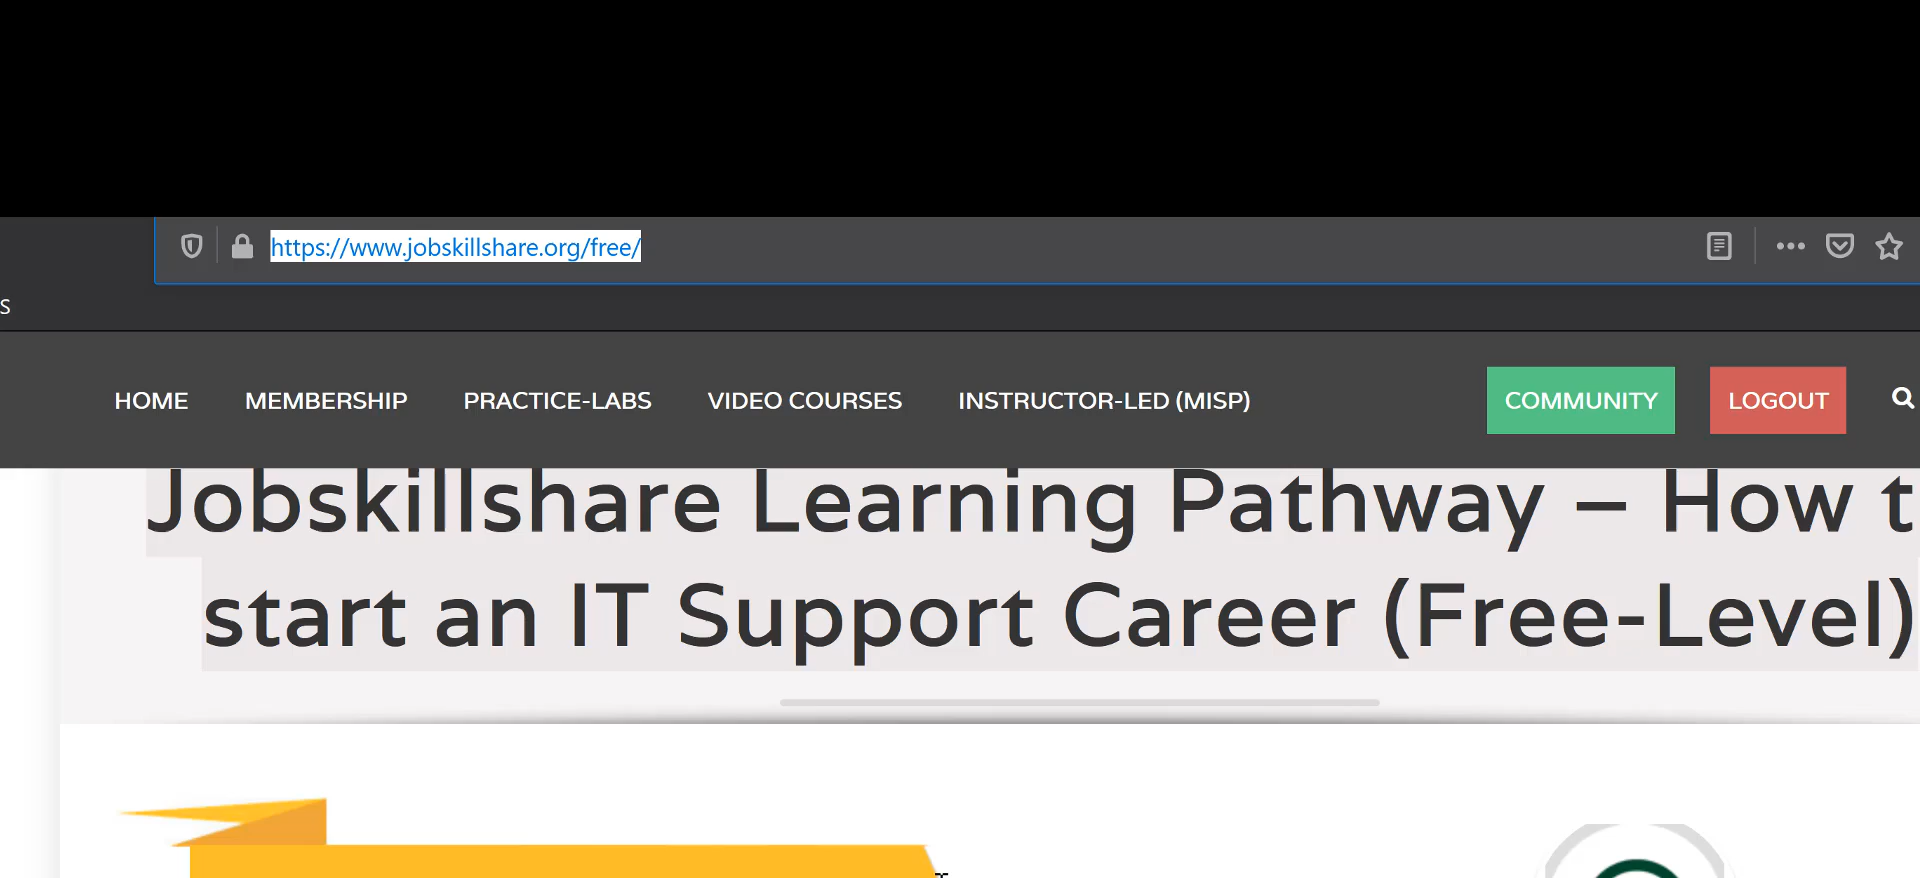 https://www.jobskillshare.org/free/
s
HOME MEMBERSHIP PRACTICE-LABS VIDEO COURSES INSTRUCTOR-LED (MISP) COMMUNITY LOGOUT
Jobskillshare Learning Pathway – How t
start an IT Support Career (Free-Level)